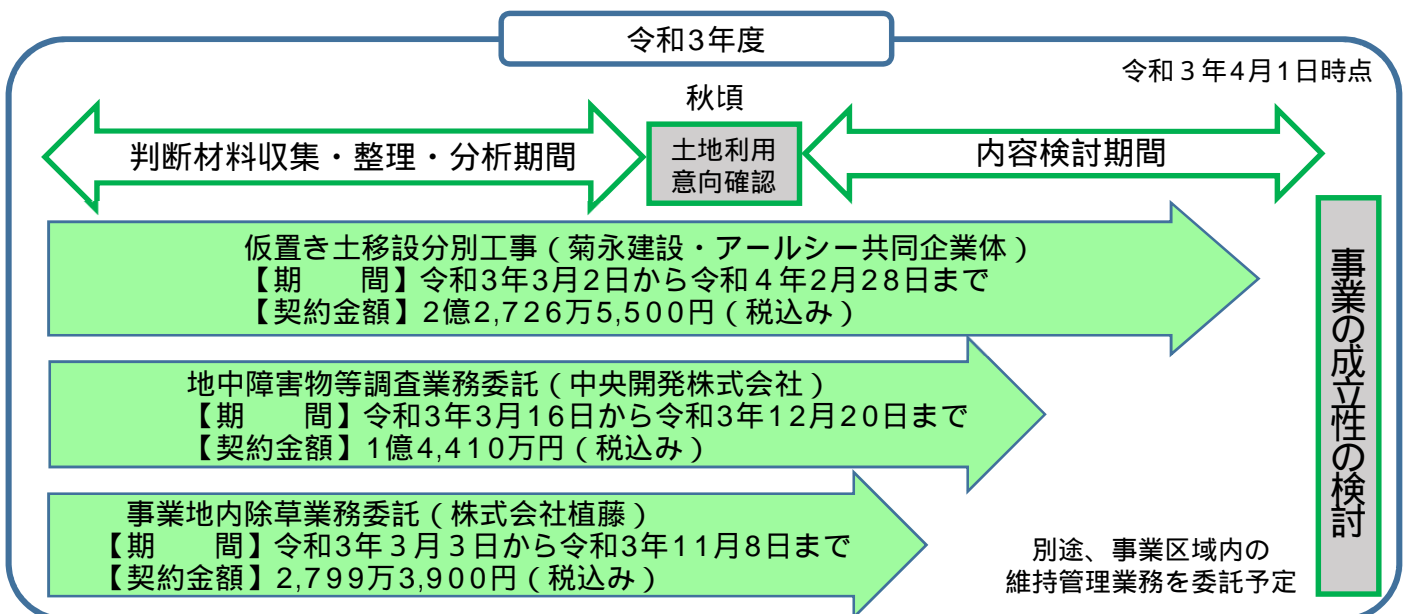 令和3年度
令和３年4月1日時点
判断材料収集・整理・分析期間
秋頃
土地利用
意向確認
内容検討期間
仮置き土移設分別工事（菊永建設・アールシー共同企業体）
【期　　間】令和3年3月2日から令和４年2月28日まで
【契約金額】2億2,726万5,500円（税込み）
地中障害物等調査業務委託（中央開発株式会社）
【期　　間】令和3年3月16日から令和3年12月20日まで
【契約金額】1億4,410万円（税込み）
事業地内除草業務委託（株式会社植藤）
【期　　間】令和3年３月３日から令和3年11月8日まで
【契約金額】2,799万3,900円（税込み）
別途、事業区域内の
維持管理業務を委託予定
事業の成立性の検討